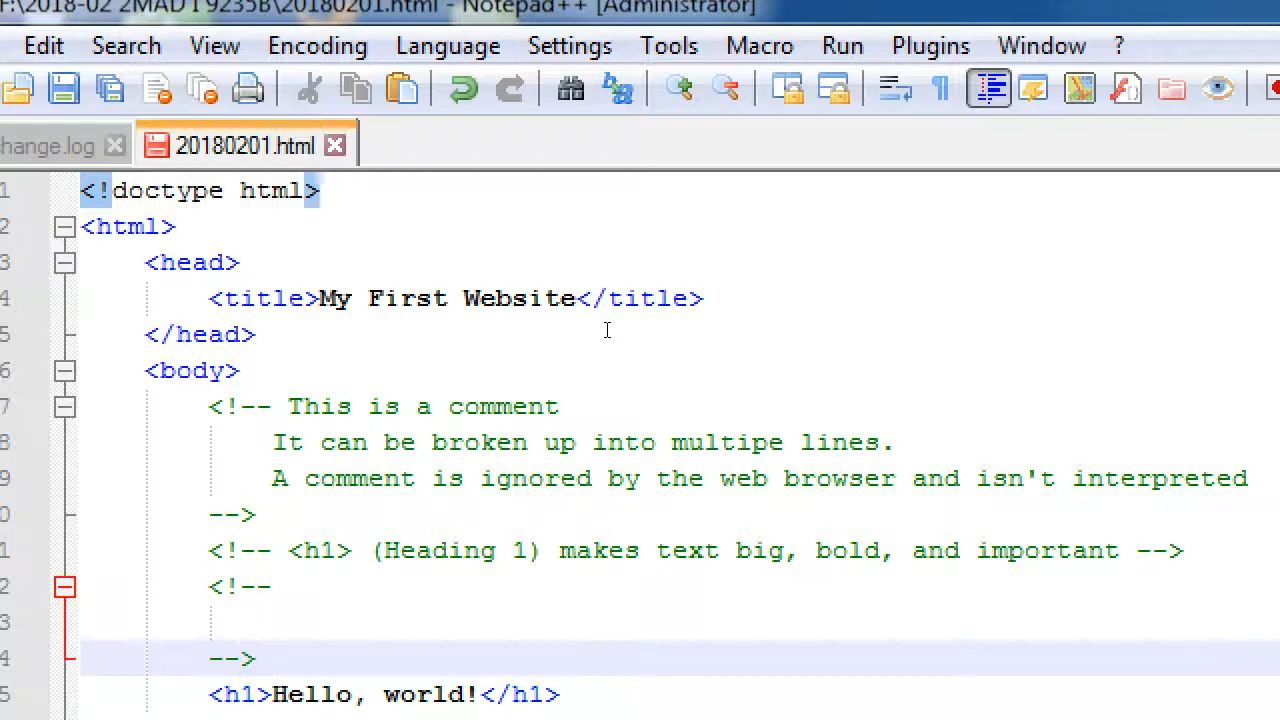 F:\2018-02 2MADT9235B\20180201.html - Notepad++ [Administrator]
Edit Search View Encoding Language Settings Tools Macro Run Plugins Window ?
hange.log 20180201.html
1 <!doctype html>
2 <html>
3 <head>
4 <title>My First Website</title>
5 </head>
6 <body>
7 <!-- This is a comment
8 It can be broken up into multipe lines.
9 A comment is ignored by the web browser and isn't interpreted
0 -->
1 <!-- <h1> (Heading 1) makes text big, bold, and important -->
2 <!--
3
4 -->
5 <h1>Hello, world!</h1>